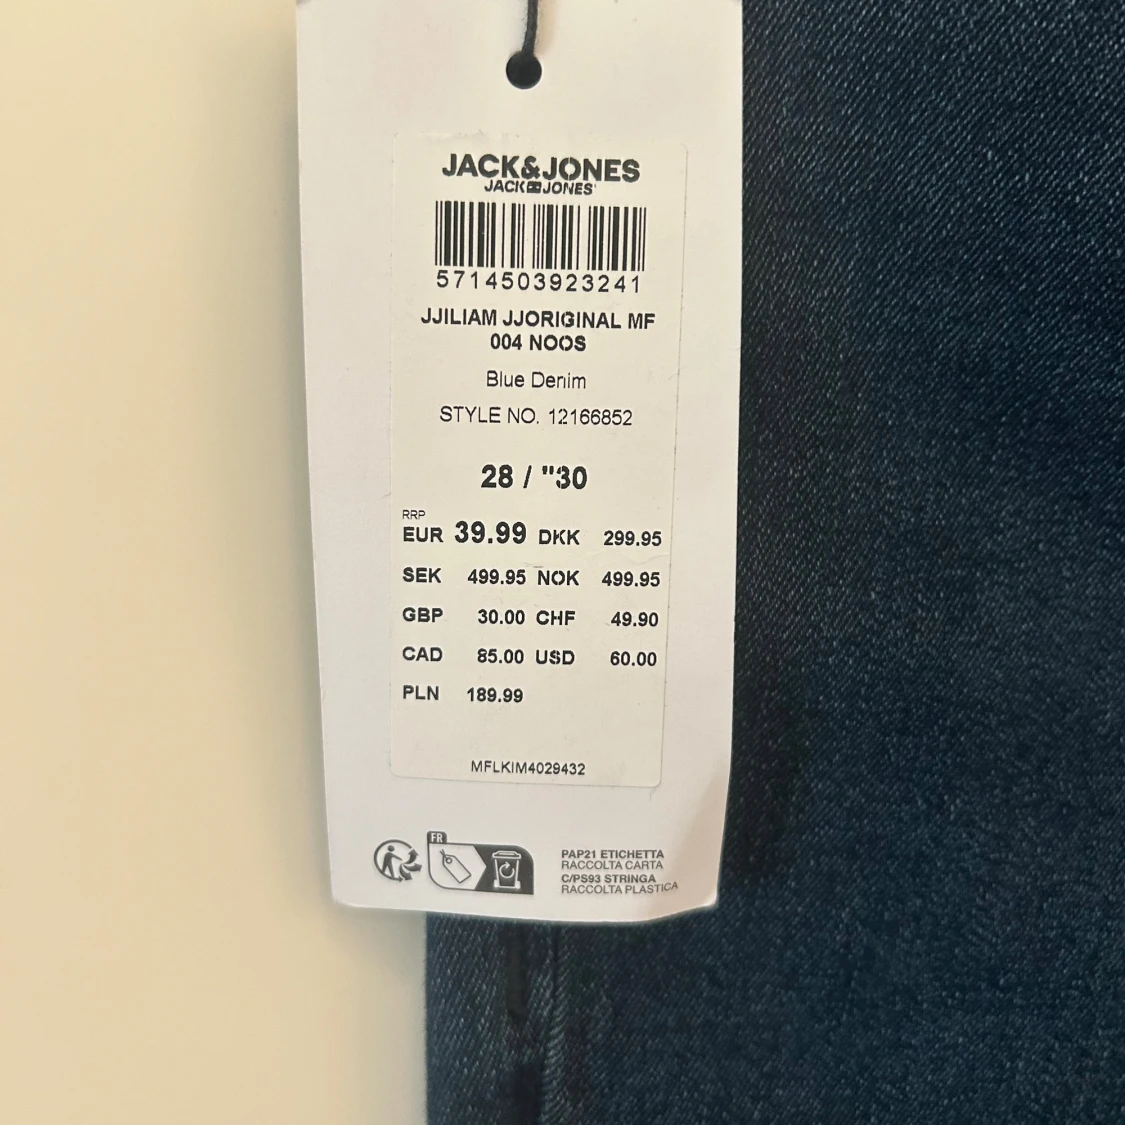 JACK&JONES
JACK JONES
5714503923241
JJILIAM JJORIGINAL MF
004 NOOS
Blue Denim
STYLE NO. 12166852
28 / "30
RRP
EUR 39.99 DKK 299.95
SEK 499.95 NOK 499.95
GBP 30.00 CHF 49.90
CAD 85.00 USD 60.00
PLN 189.99
MFLKIM4029432
FR
PAP21 ETICHETTA
RACCOLTA CARTA
C/PS93 STRINGA
RACCOLTA PLASTICA